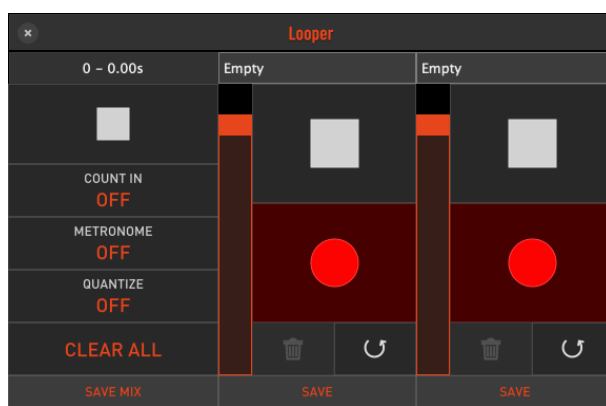 Looper
0 – 0.00s
Empty
Empty
COUNT IN
OFF
METRONOME
OFF
QUANTIZE
OFF
CLEAR ALL
SAVE MIX
SAVE
SAVE